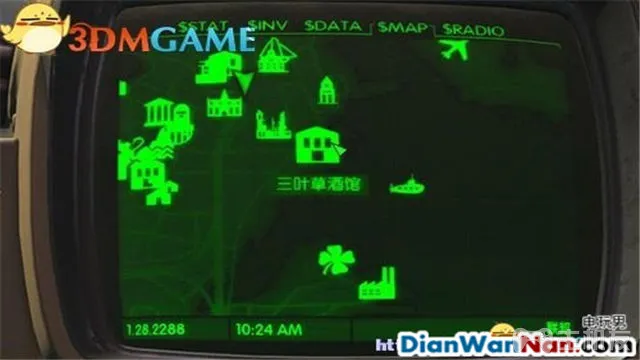 3DMGAME
$STAT $INV $DATA $MAP $RADIO
三叶草酒馆
1.28.2288 10:24 AM
电玩男
DianWanNan.com